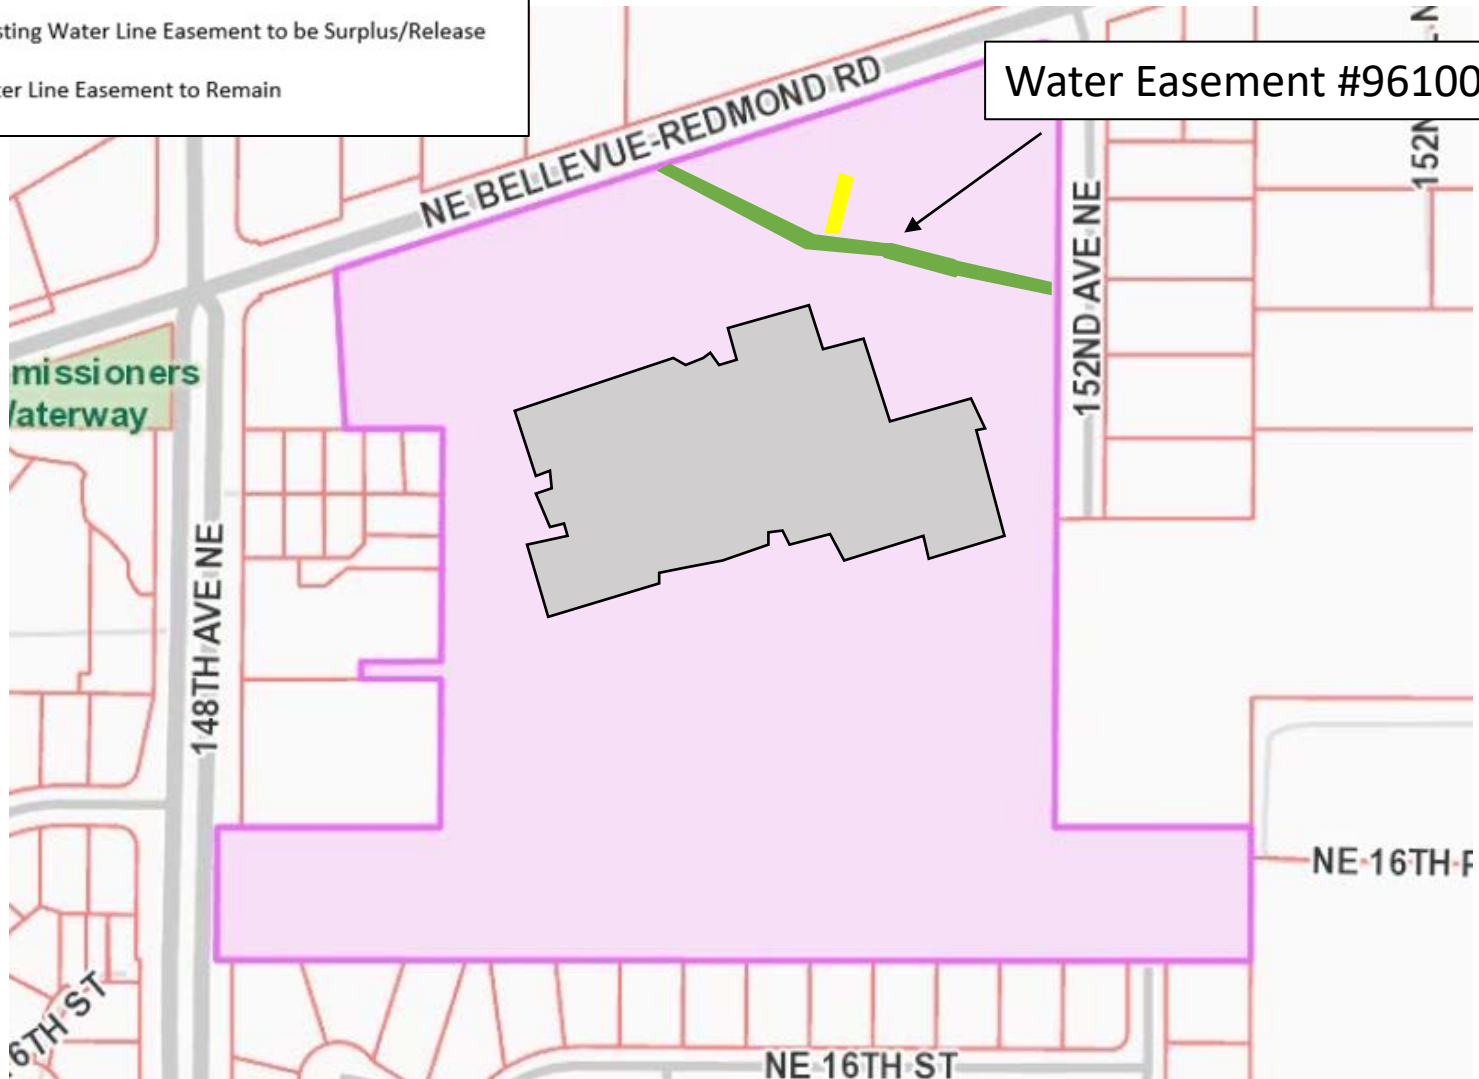 sting Water Line Easement to be Surplus/Release
er Line Easement to Remain
Water Easement #96100
NE BELLEVUE-REDMOND RD
152N
152ND AVE NE
missioners
Waterway
148TH AVE NE
NE 16TH P
6TH ST
NE 16TH ST